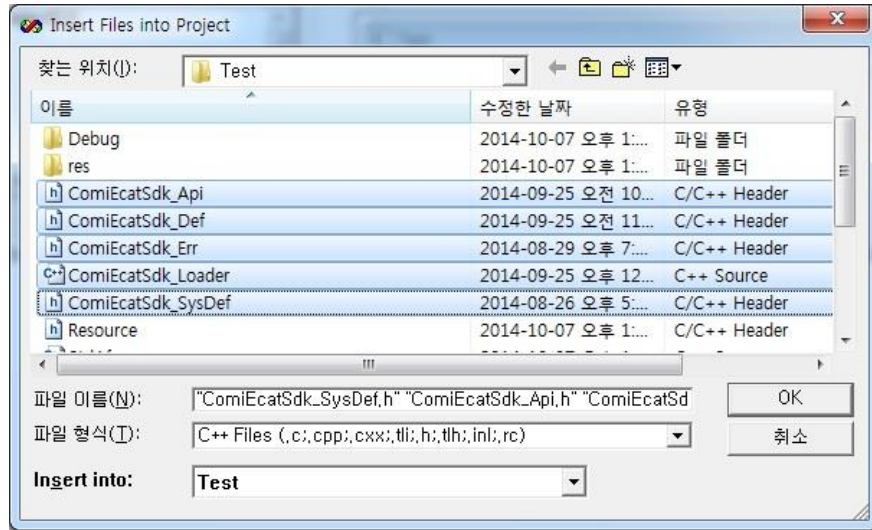 Insert Files into Project
찾는 위치(I): Test
이름 수정한 날짜 유형
Debug 2014-10-07 오후 1:... 파일 폴더
res 2014-10-07 오후 1:... 파일 폴더
ComiEcatSdk_Api 2014-09-25 오전 10... C/C++ Header
ComiEcatSdk_Def 2014-09-25 오전 11... C/C++ Header
ComiEcatSdk_Err 2014-08-29 오후 7:... C/C++ Header
ComiEcatSdk_Loader 2014-09-25 오후 12... C++ Source
ComiEcatSdk_SysDef 2014-08-26 오후 5:... C/C++ Header
Resource 2014-10-07 오후 1:... C/C++ Header
파일 이름(N): "ComiEcatSdk_SysDef.h" "ComiEcatSdk_Api.h" "ComiEcatSd OK
파일 형식(T): C++ Files (.c;.cpp;.cxx;.tli;.h;.tlh;.inl;.rc) 취소
Insert into: Test